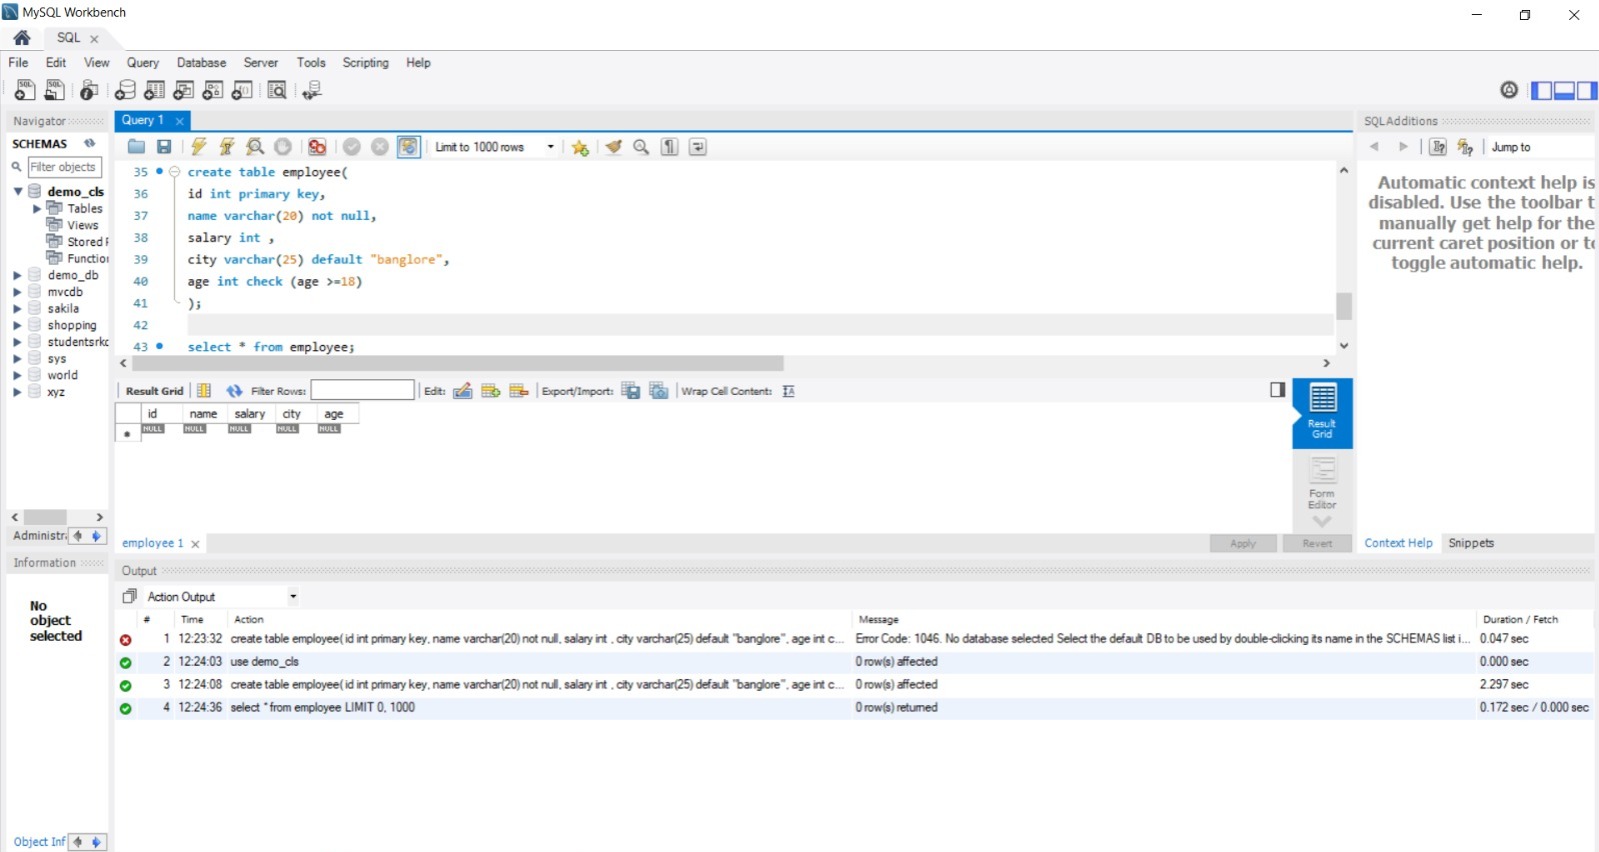 MySQL Workbench
SQL
File Edit View Query Database Server Tools Scripting Help
Navigator
SCHEMAS
Filter objects
demo_cls
Tables
Views
Stored P
Function
demo_db
mvcdb
sakila
shopping
studentsrkc
sys
world
xyz
Administra
Information
No
object
selected
Object Inf
Query 1
Limit to 1000 rows
35 create table employee(
36 id int primary key,
37 name varchar(20) not null,
38 salary int ,
39 city varchar(25) default "banglore",
40 age int check (age >=18)
41 );
42
43 select * from employee;
Result Grid Filter Rows: Edit: Export/Import: Wrap Cell Content:
id name salary city age
NULL NULL NULL NULL NULL
Result
Grid
Form
Editor
employee 1
Apply Revert
SQLAdditions
Jump to
Automatic context help is
disabled. Use the toolbar t
manually get help for the
current caret position or to
toggle automatic help.
Context Help Snippets
Output
Action Output
# Time Action Message Duration / Fetch
1 12:23:32 create table employee( id int primary key, name varchar(20) not null, salary int , city varchar(25) default "banglore", age int c... Error Code: 1046. No database selected Select the default DB to be used by double-clicking its name in the SCHEMAS list i... 0.047 sec
2 12:24:03 use demo_cls 0 row(s) affected 0.000 sec
3 12:24:08 create table employee( id int primary key, name varchar(20) not null, salary int , city varchar(25) default "banglore", age int c... 0 row(s) affected 2.297 sec
4 12:24:36 select * from employee LIMIT 0, 1000 0 row(s) returned 0.172 sec / 0.000 sec